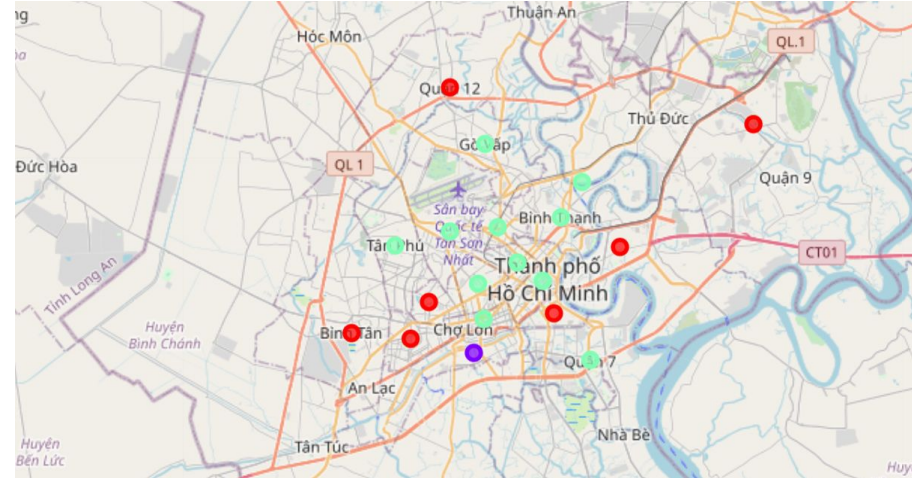 ng
Thuận An
Hóc Môn
QL.1
oa
Quận 12
Thủ Đức
Gò Vấp
QL 1
Đức Hòa
Quận 9
Sân bay
Quốc tế
Tân Sơn
Nhất
Bình Thạnh
Tân Phú
CT01
Thành phố
Hồ Chí Minh
Tỉnh Long An
Huyện
Bình Chánh
Bình Tân
Chợ Lớn
Quận 7
An Lạc
Nhà Bè
Tân Túc
Huyện
Bến Lức
Huy